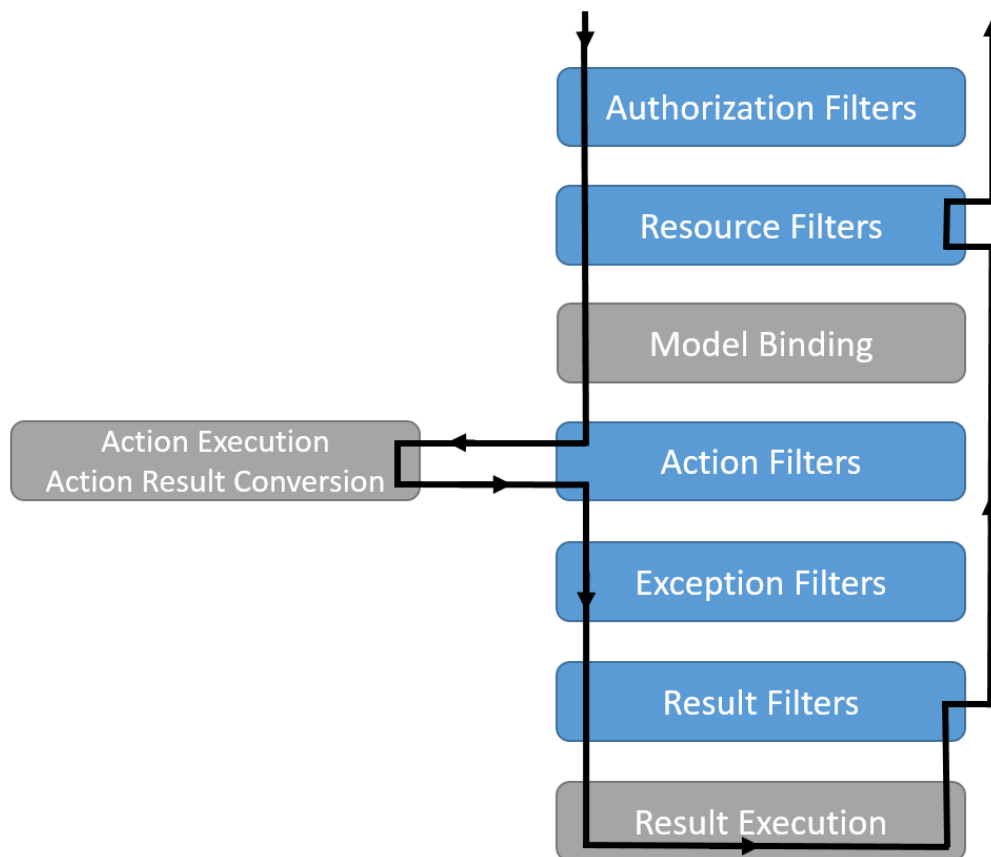 Authorization Filters
Resource Filters
Model Binding
Action Execution
Action Result Conversion
Action Filters
Exception Filters
Result Filters
Result Execution